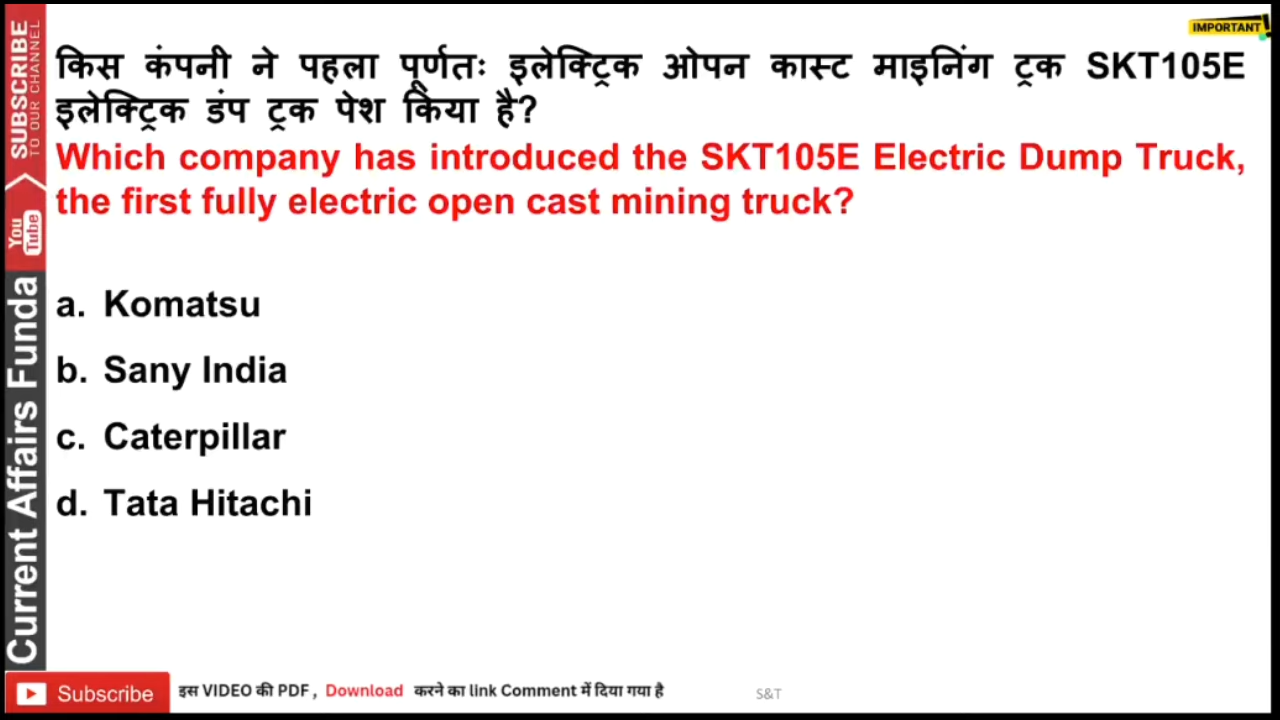 IMPORTANT
किस कंपनी ने पहला पूर्णतः इलेक्ट्रिक ओपन कास्ट माइनिंग ट्रक SKT105E
इलेक्ट्रिक डंप ट्रक पेश किया है?
Which company has introduced the SKT105E Electric Dump Truck,
the first fully electric open cast mining truck?
a. Komatsu
b. Sany India
c. Caterpillar
d. Tata Hitachi
SUBSCRIBE
TO OUR CHANNEL
You
Tube
Current Affairs Funda
Subscribe
इस VIDEO की PDF , Download करने का link Comment में दिया गया है
S&T